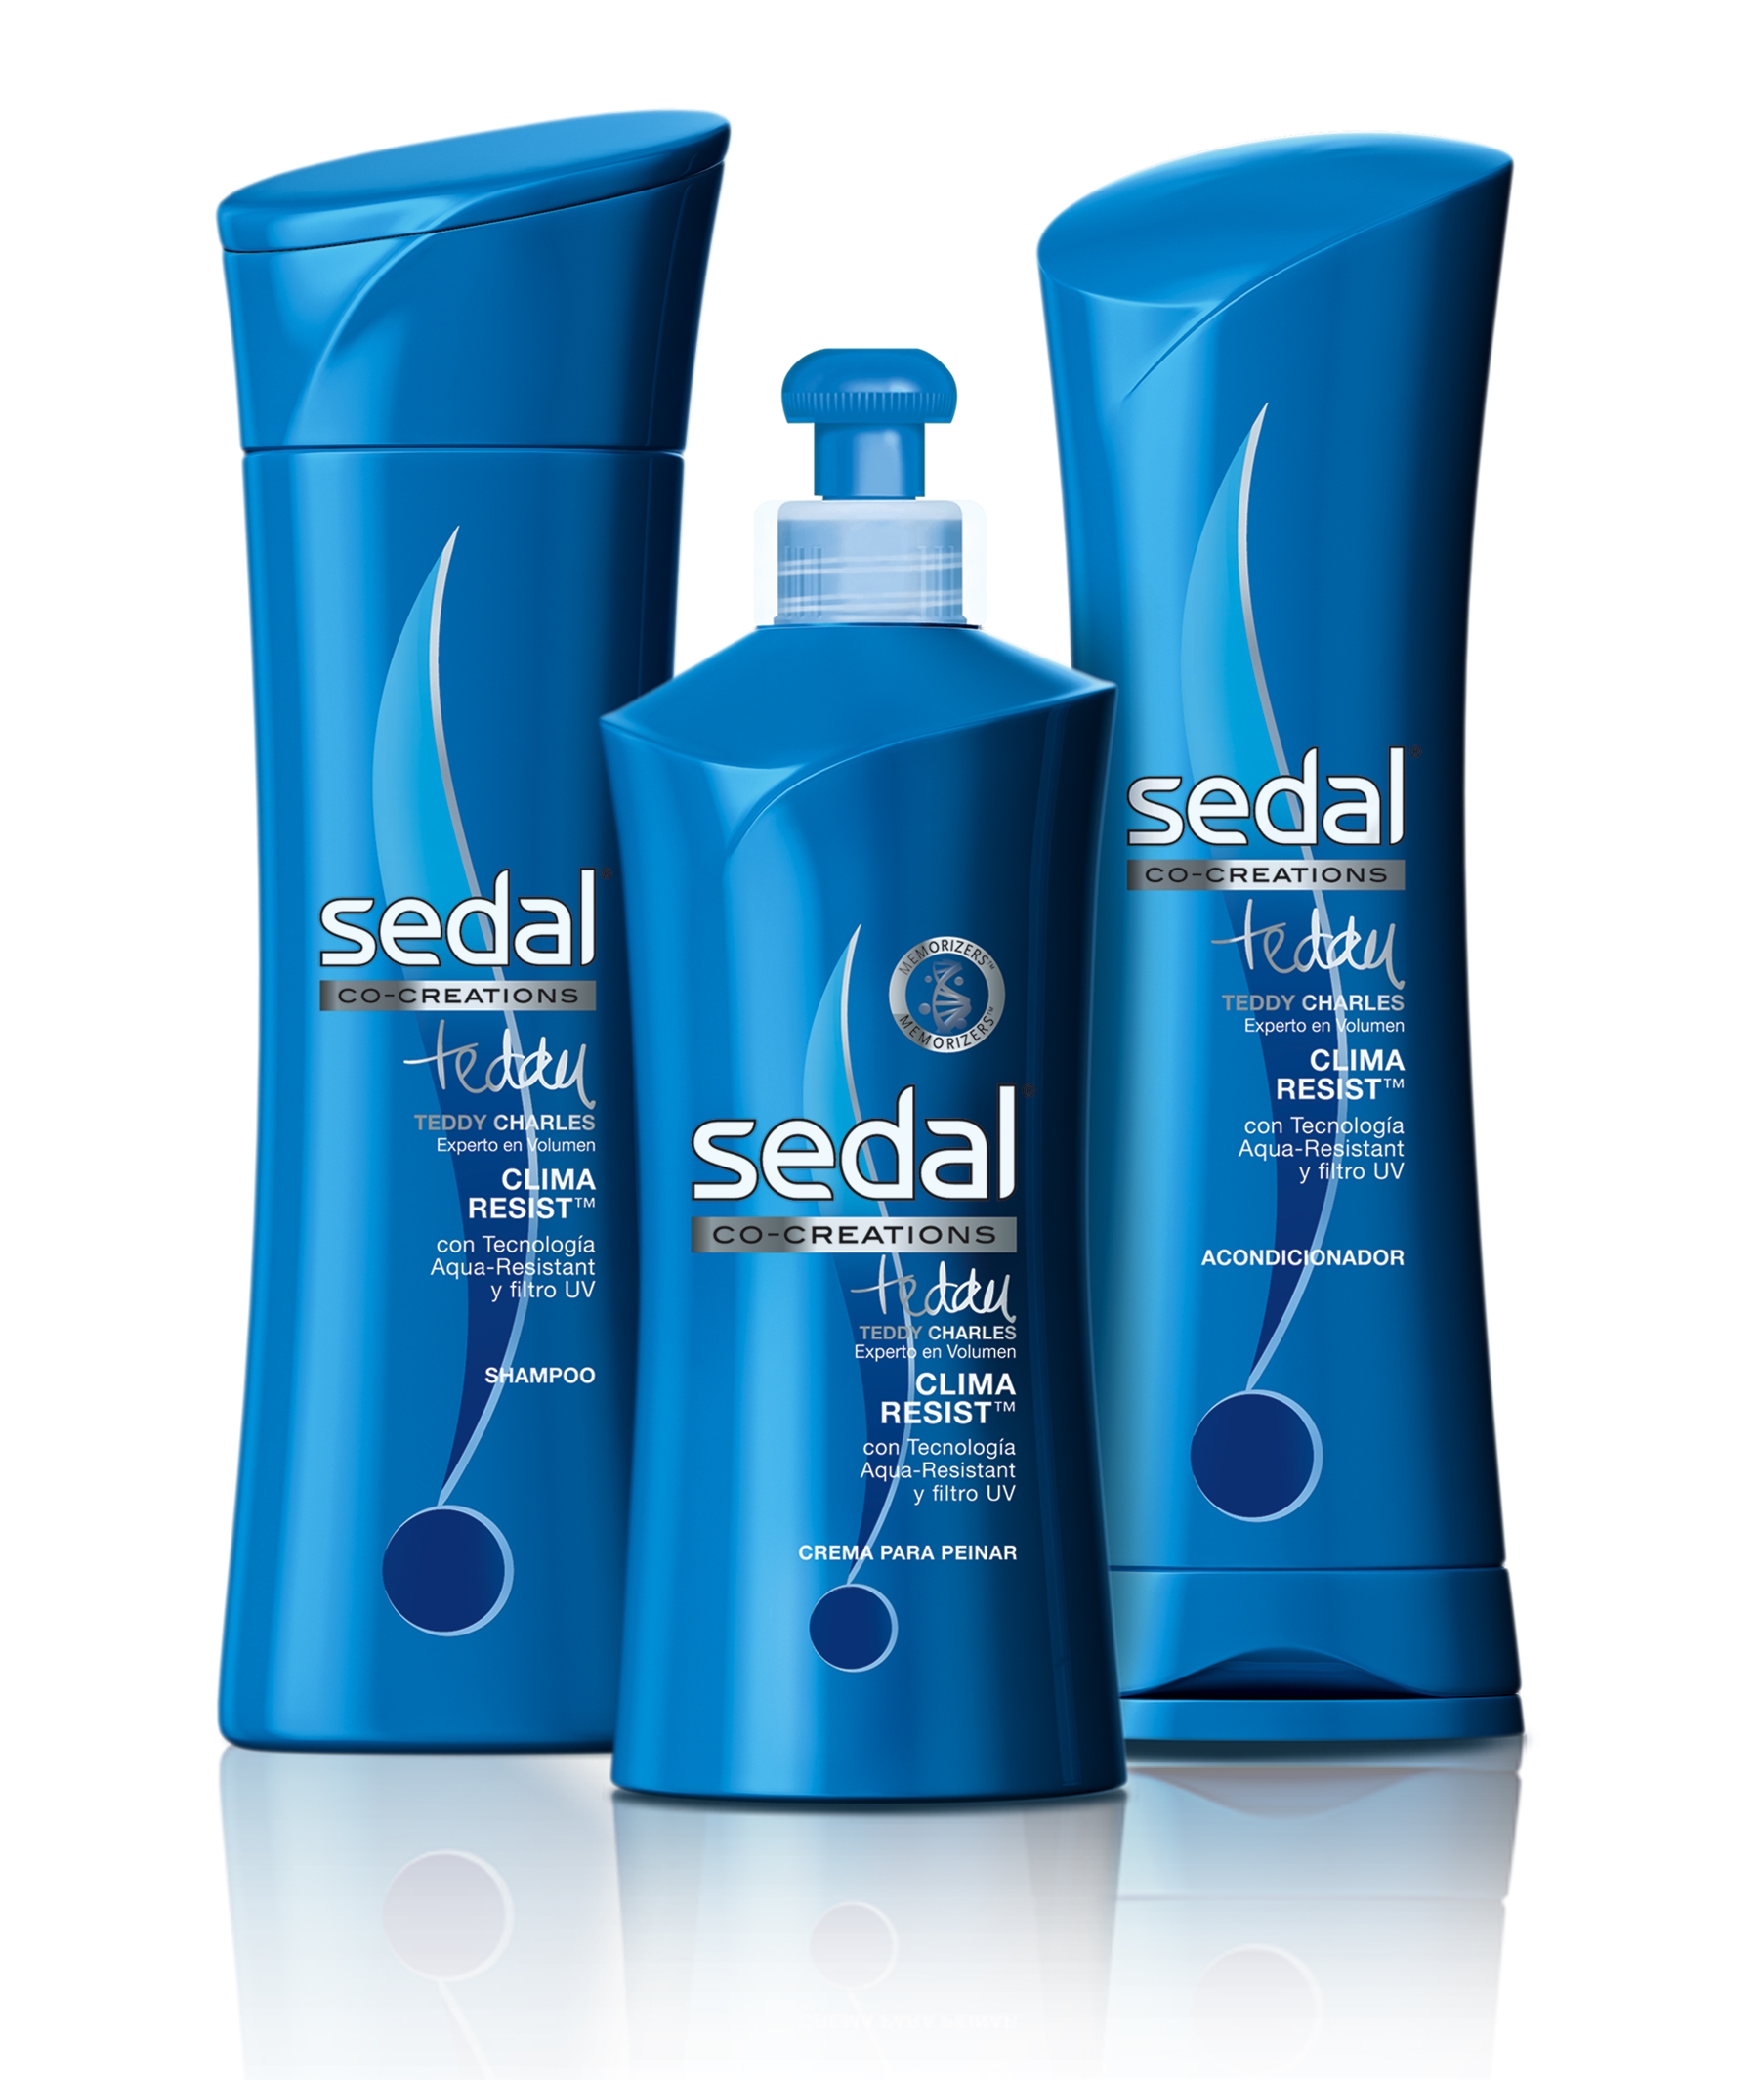 sedal
CO-CREATIONS
teddy
TEDDY CHARLES
Experto en Volumen
CLIMA
RESIST™
con Tecnología
Aqua-Resistant
y filtro UV
SHAMPOO
MEMORIZERS™
MEMORIZERS™
sedal
CO-CREATIONS
teddy
TEDDY CHARLES
Experto en Volumen
CLIMA
RESIST™
con Tecnología
Aqua-Resistant
y filtro UV
CREMA PARA PEINAR
sedal
CO-CREATIONS
teddy
TEDDY CHARLES
Experto en Volumen
CLIMA
RESIST™
con Tecnología
Aqua-Resistant
y filtro UV
ACONDICIONADOR